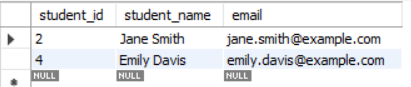 student_id student_name email
2 Jane Smith jane.smith@example.com
4 Emily Davis emily.davis@example.com
NULL NULL NULL